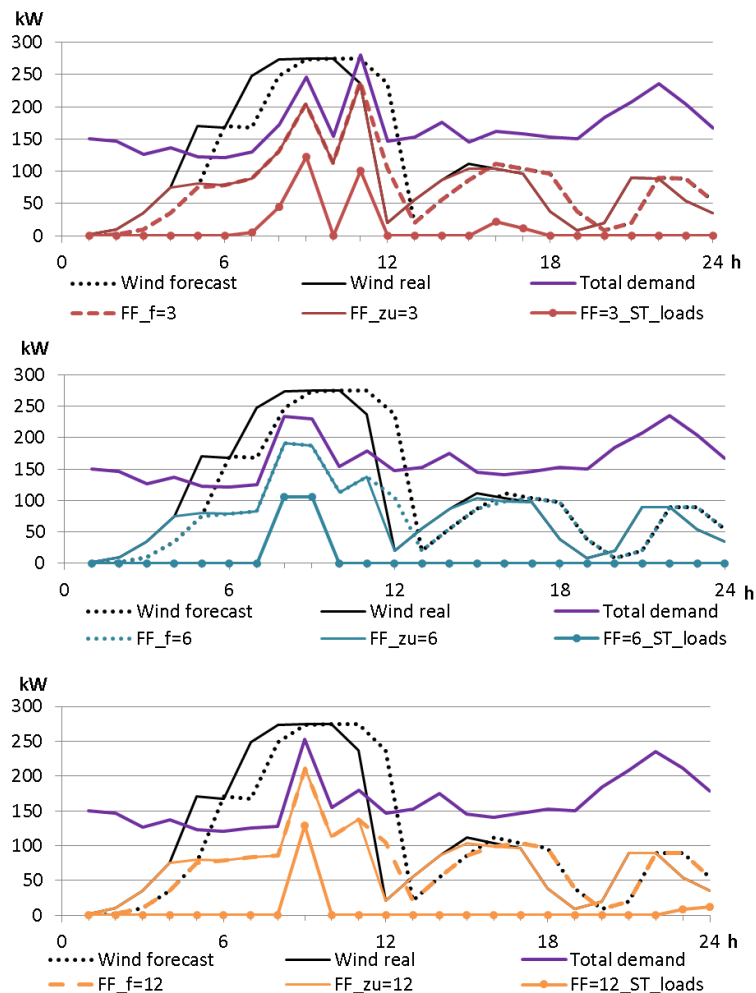 kW
350
300
250
200
150
100
50
0
0 6 12 18 24 h
Wind forecast Wind real Total demand
FF_f=3 FF_zu=3 FF=3_ST_loads
kW
300
250
200
150
100
50
0
0 6 12 18 24 h
Wind forecast Wind real Total demand
FF_f=6 FF_zu=6 FF=6_ST_loads
kW
300
250
200
150
100
50
0
0 6 12 18 24 h
Wind forecast Wind real Total demand
FF_f=12 FF_zu=12 FF=12_ST_loads